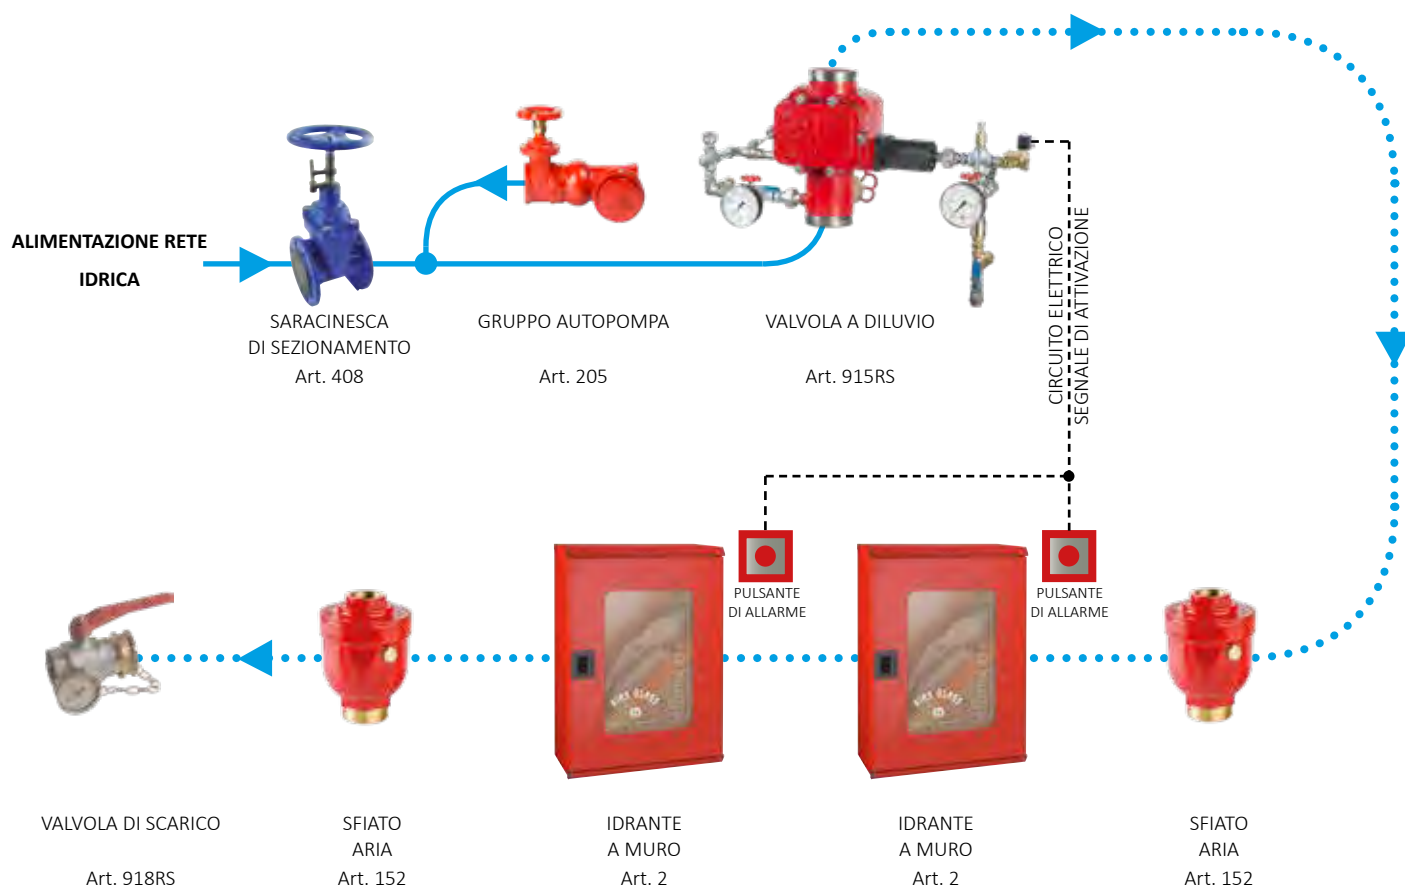 ALIMENTAZIONE RETE
IDRICA
SARACINESCA
DI SEZIONAMENTO
Art. 408
GRUPPO AUTOPOMPA
Art. 205
VALVOLA A DILUVIO
Art. 915RS
CIRCUITO ELETTRICO
SEGNALE DI ATTIVAZIONE
PULSANTE
DI ALLARME
PULSANTE
DI ALLARME
VALVOLA DI SCARICO
Art. 918RS
SFIATO
ARIA
Art. 152
IDRANTE
A MURO
Art. 2
IDRANTE
A MURO
Art. 2
SFIATO
ARIA
Art. 152